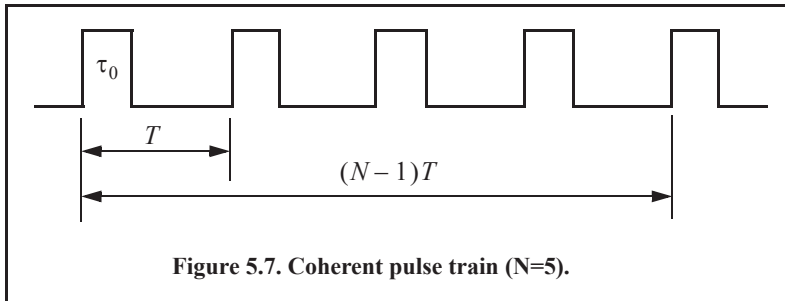 τ₀
T
(N – 1)T
Figure 5.7. Coherent pulse train (N=5).